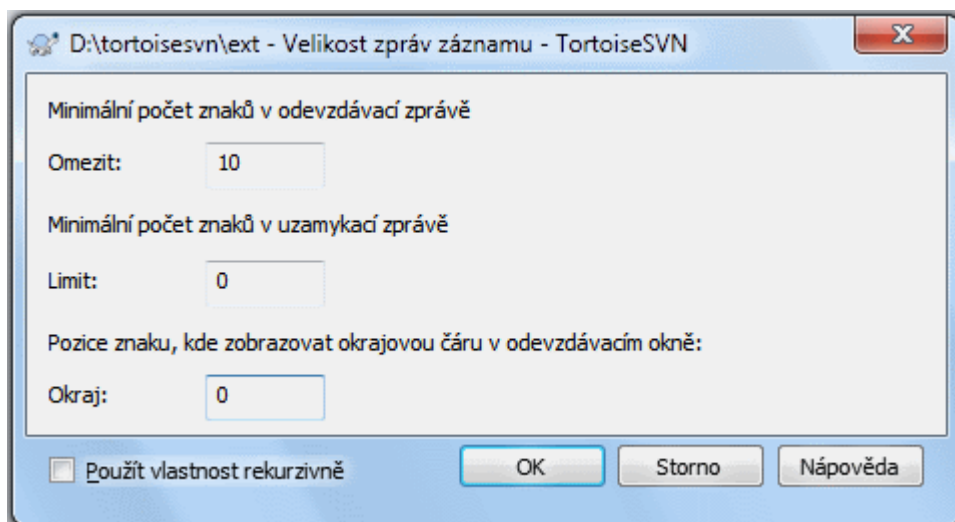 D:\tortoisesvn\ext - Velikost zpráv záznamu - TortoiseSVN
Minimální počet znaků v odevzdávací zprávě
Omezit: 10
Minimální počet znaků v uzamykací zprávě
Limit: 0
Pozice znaku, kde zobrazovat okrajovou čáru v odevzdávacím okně:
Okraj: 0
Použít vlastnost rekurzivně OK Storno Nápověda